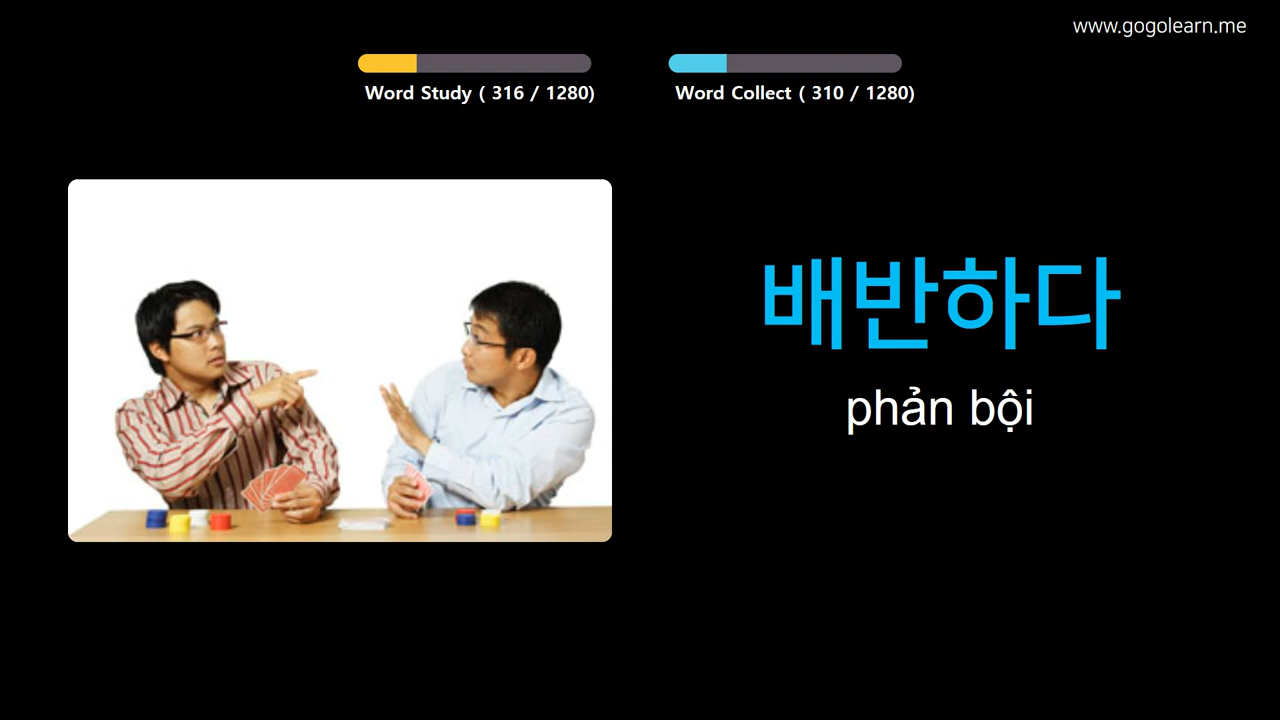 www.gogolearn.me
Word Study ( 316 / 1280)
Word Collect ( 310 / 1280)
배반하다
phản bội